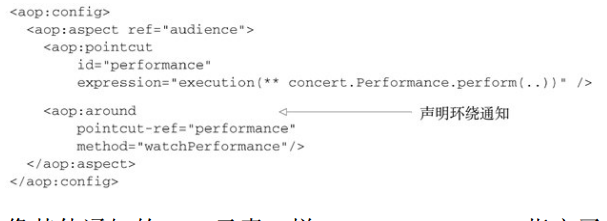 <aop:config>
<aop:aspect ref="audience">
<aop:pointcut
id="performance"
expression="execution(** concert.Performance.perform(..))" />
<aop:around
声明环绕通知
pointcut-ref="performance"
method="watchPerformance"/>
</aop:aspect>
</aop:config>